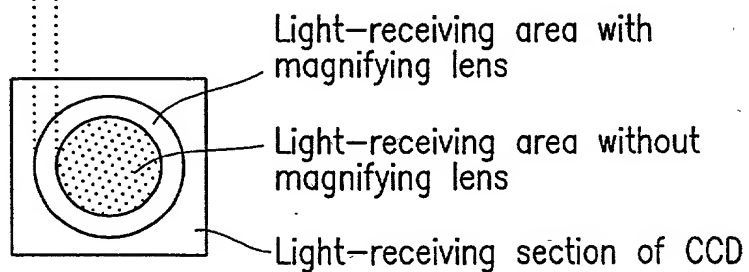 Light-receiving area with
magnifying lens
Light-receiving area without
magnifying lens
Light-receiving section of CCD